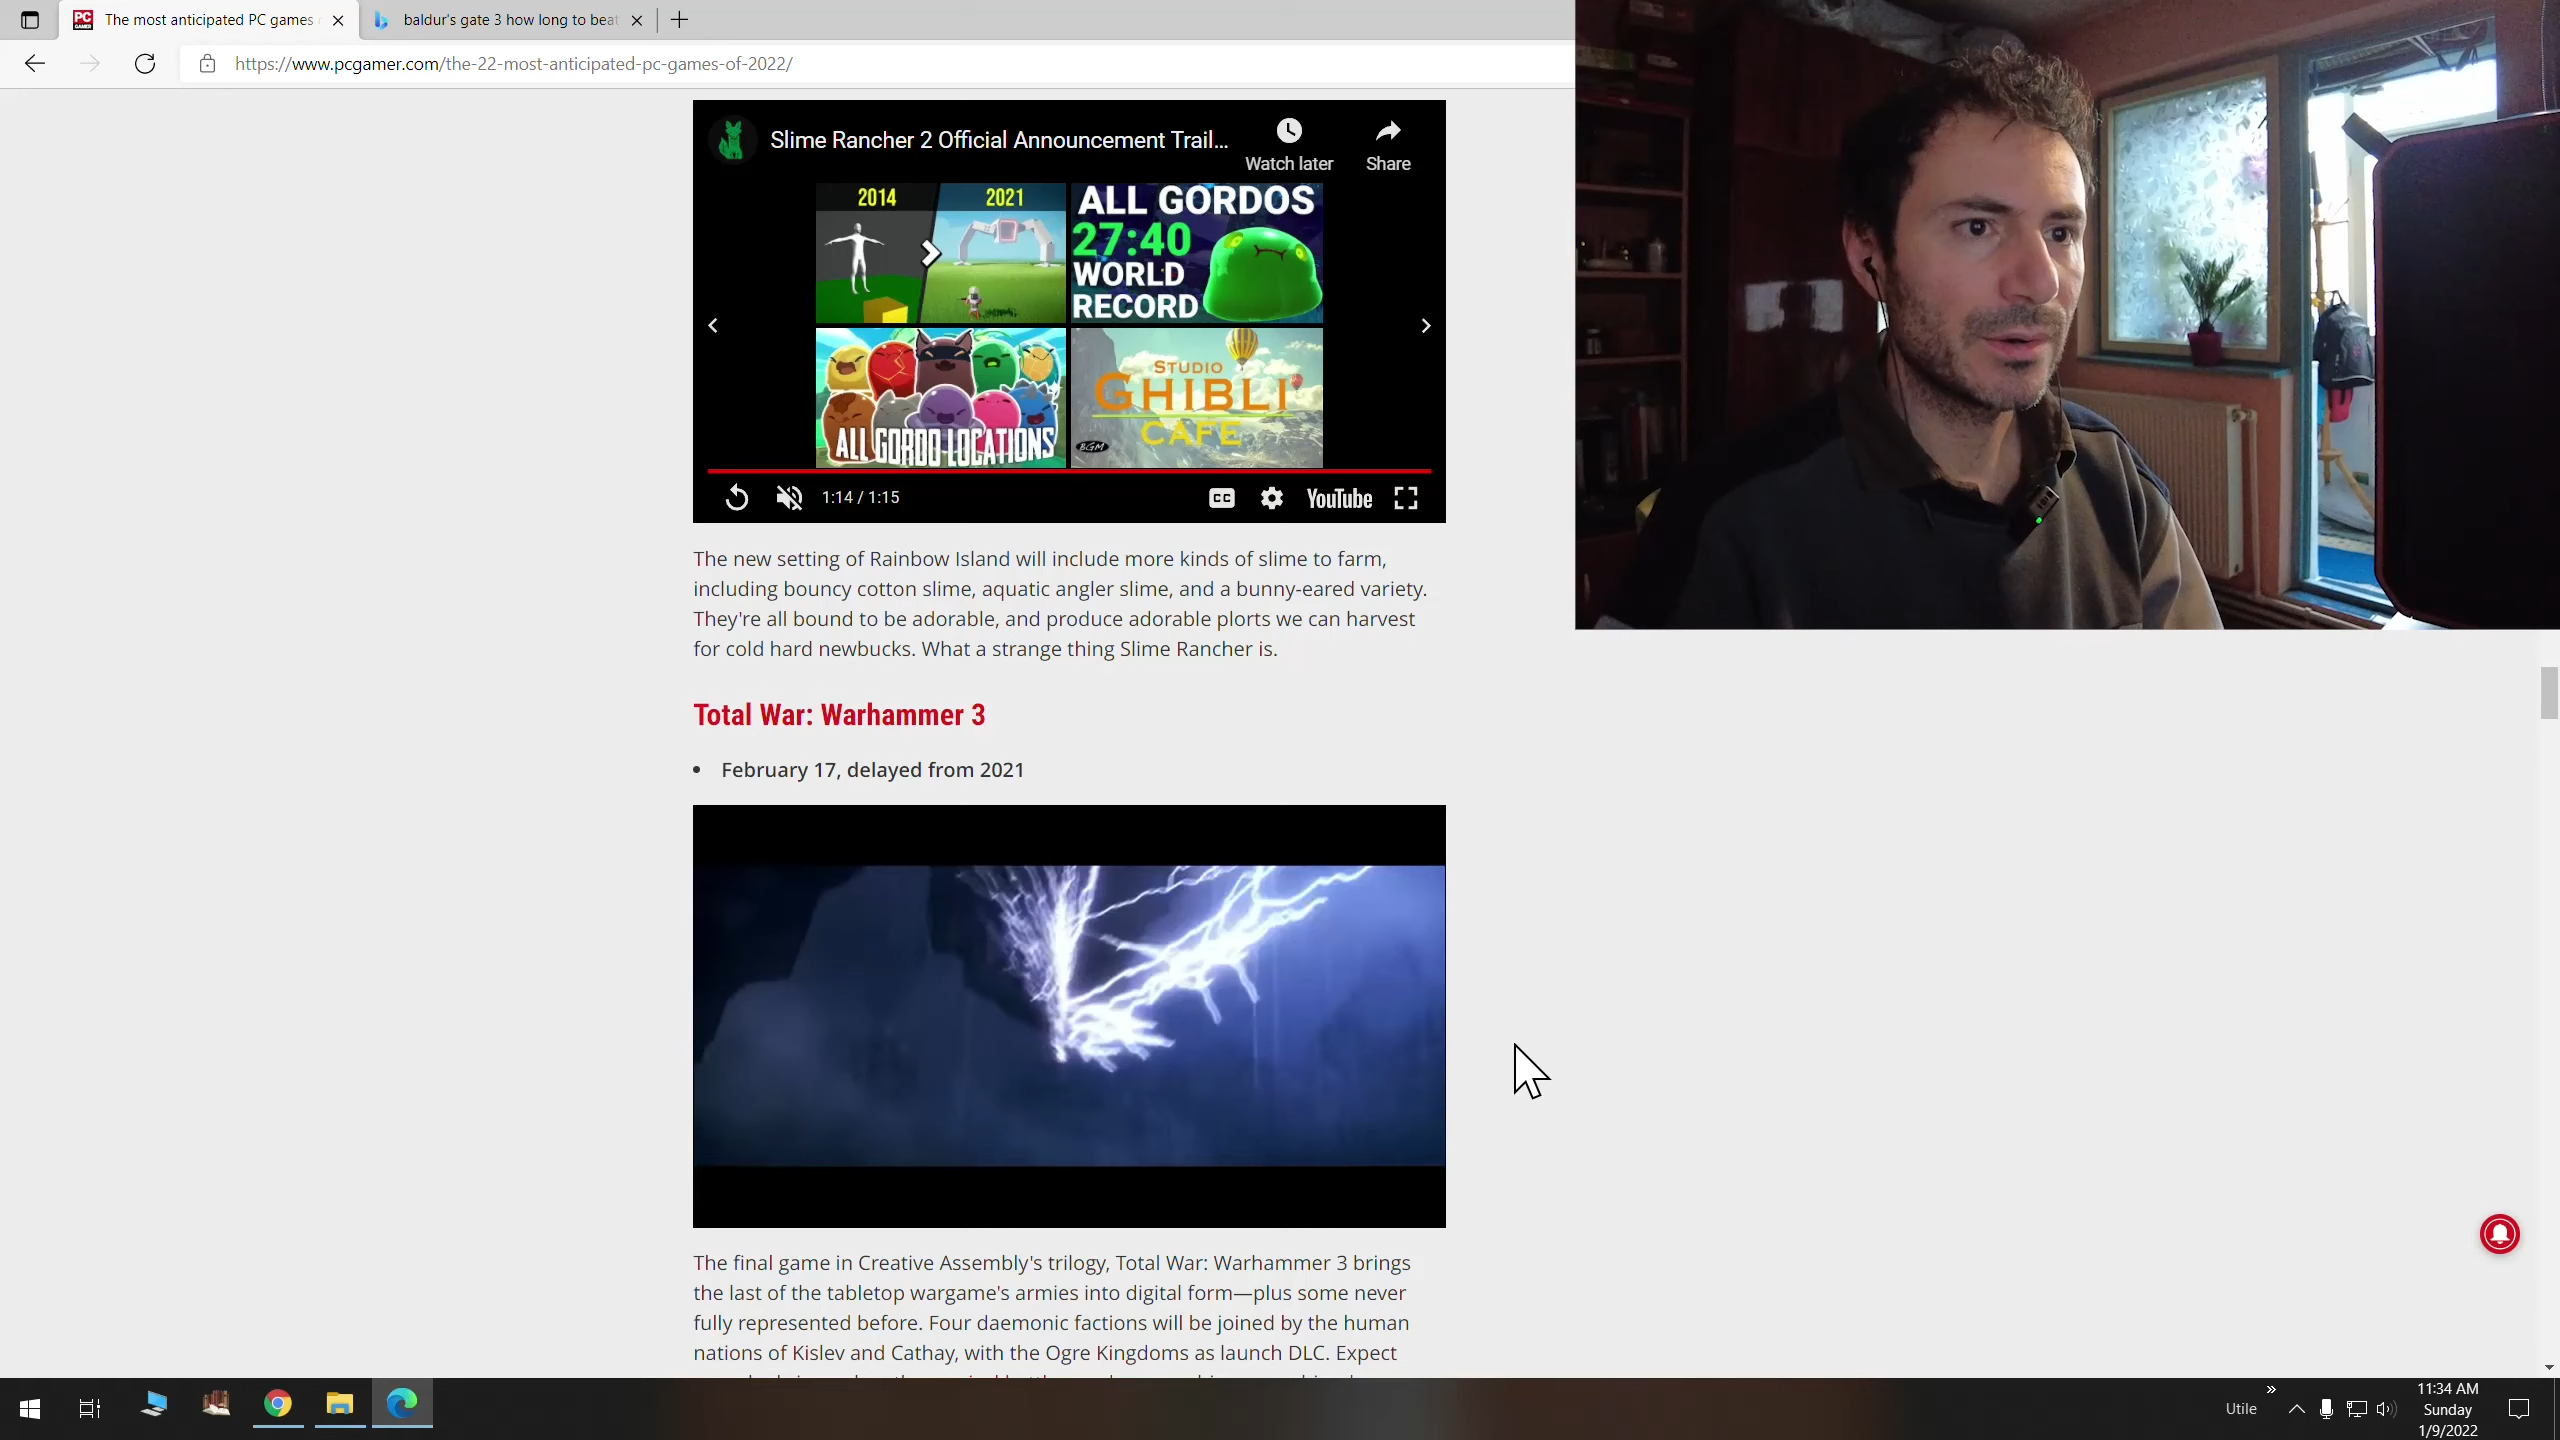 PC GAMER The most anticipated PC games
baldur's gate 3 how long to beat
https://www.pcgamer.com/the-22-most-anticipated-pc-games-of-2022/
Slime Rancher 2 Official Announcement Trail...
Watch later
Share
2014 2021
ALL GORDOS
27:40
WORLD
RECORD
ALL GORDO LOCATIONS
STUDIO
GHIBLI
CAFE
BGM
1:14 / 1:15
CC
YouTube
The new setting of Rainbow Island will include more kinds of slime to farm,
including bouncy cotton slime, aquatic angler slime, and a bunny-eared variety.
They're all bound to be adorable, and produce adorable plorts we can harvest
for cold hard newbucks. What a strange thing Slime Rancher is.
Total War: Warhammer 3
• February 17, delayed from 2021
The final game in Creative Assembly's trilogy, Total War: Warhammer 3 brings
the last of the tabletop wargame's armies into digital form—plus some never
fully represented before. Four daemonic factions will be joined by the human
nations of Kislev and Cathay, with the Ogre Kingdoms as launch DLC. Expect
Utile
11:34 AM
Sunday
1/9/2022